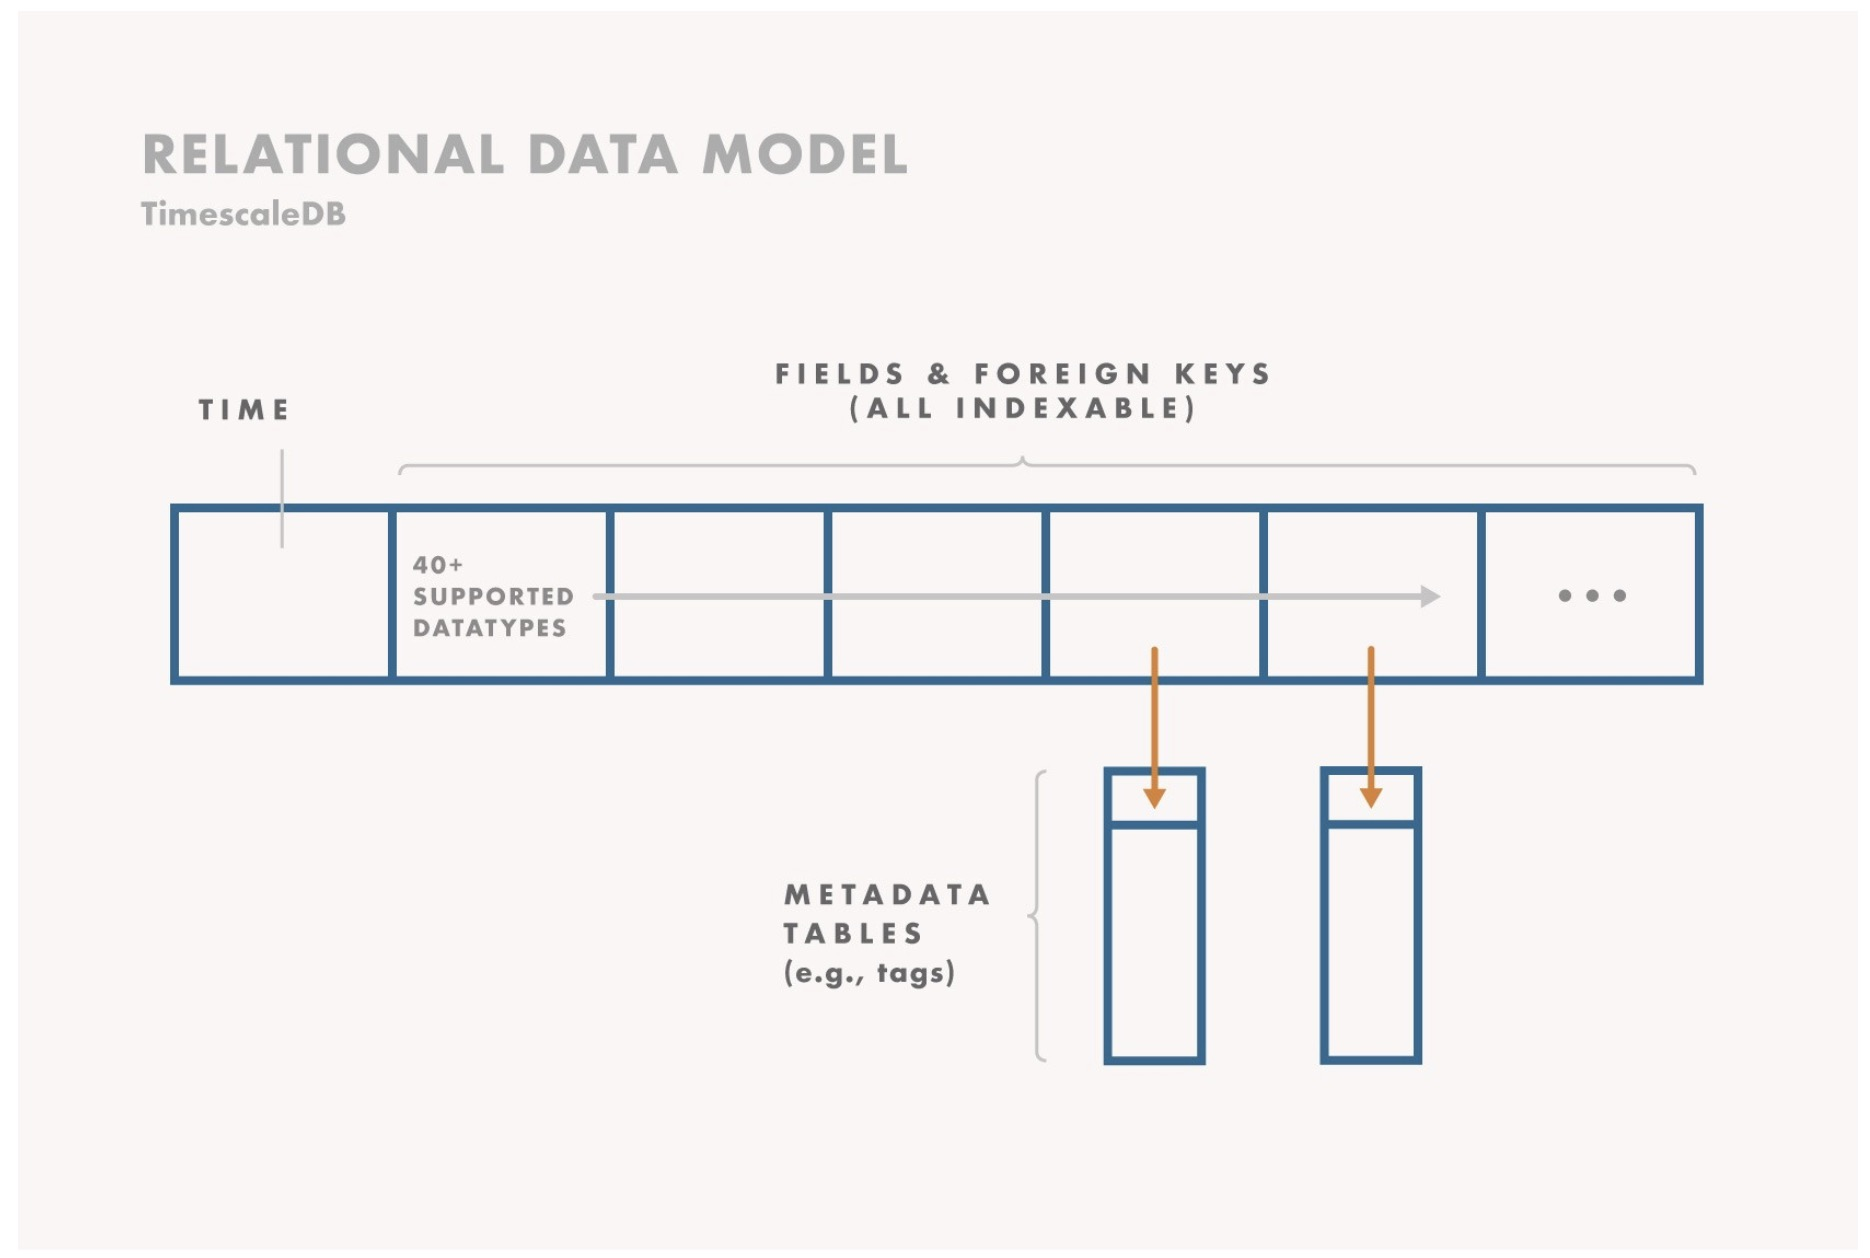 RELATIONAL DATA MODEL
TimescaleDB
TIME
FIELDS & FOREIGN KEYS
(ALL INDEXABLE)
40+
SUPPORTED
DATATYPES
•••
METADATA
TABLES
(e.g., tags)